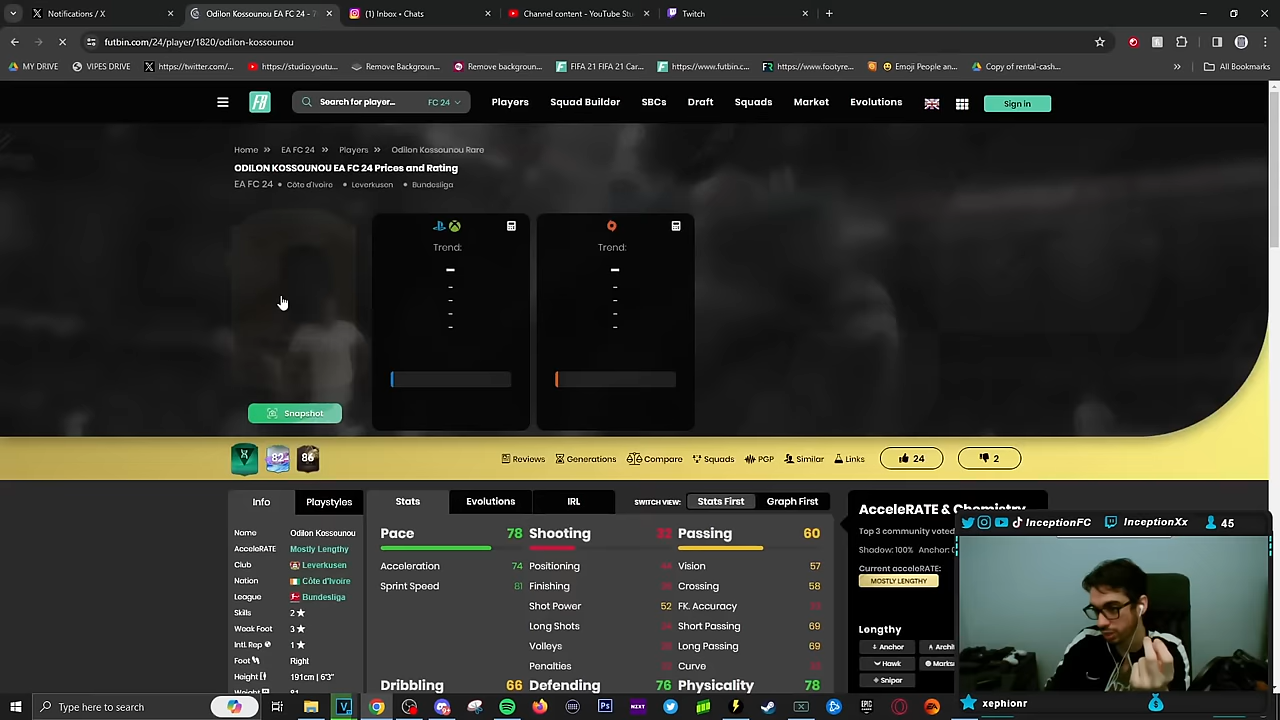 Notifications / X
Odilon Kossounou EA FC 24 - 7
Inbox • Chats
Channel content - YouTube Stu
Twitch
futbin.com/24/player/1820/odilon-kossounou
MY DRIVE
VIPES DRIVE
https://twitter.com/...
https://studio.youtu...
Remove Backgroun...
Remove backgroun...
FIFA 21 FIFA 21 Car...
https://www.futbin.c...
https://www.footyre...
Emoji People an...
Copy of rental-cash...
All Bookmarks
Search for player...
FC 24
Players
Squad Builder
SBCs
Draft
Squads
Market
Evolutions
Sign in
Home » EA FC 24 » Players » Odilon Kossounou Rare
ODILON KOSSOUNOU EA FC 24 Prices and Rating
EA FC 24 • Côte d'Ivoire • Leverkusen • Bundesliga
Trend:
Trend:
Snapshot
82
86
Reviews
Generations
Compare
Squads
PGP
Similar
Links
24
2
Info
Playstyles
Stats
Evolutions
IRL
SWITCH VIEW:
Stats First
Graph First
AcceleRATE & Chemistry
Top 3 community voted
Shadow: 100% Anchor:
Current acceleRATE:
MOSTLY LENGTHY
Lengthy
Anchor
Hawk
Sniper
Name Odilon Kossounou
AcceleRATE Mostly Lengthy
Club Leverkusen
Nation Côte d'Ivoire
League Bundesliga
Skills 2
Weak Foot 3
Intl Rep 1
Foot Right
Height 191cm | 6'3"
Weight 81
Pace 78
Acceleration 74
Sprint Speed 81
Shooting
Positioning
Finishing
Shot Power 52
Long Shots
Volleys
Penalties
Passing 60
Vision 57
Crossing 58
FK. Accuracy
Short Passing 69
Long Passing 69
Curve
Dribbling 66
Defending 76
Physicality 78
InceptionFC
InceptionXx
45
xephionr
Type here to search